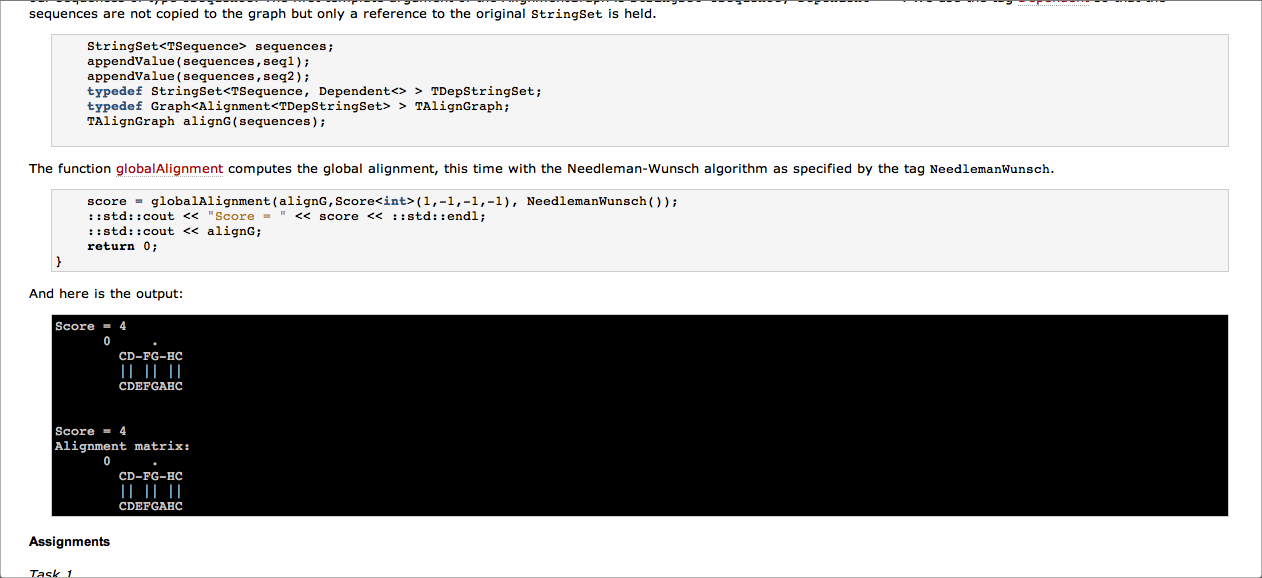 sequences are not copied to the graph but only a reference to the original StringSet is held.
StringSet<TSequence> sequences;
appendValue(sequences,seq1);
appendValue(sequences,seq2);
typedef StringSet<TSequence, Dependent<> > TDepStringSet;
typedef Graph<Alignment<TDepStringSet> > TAlignGraph;
TAlignGraph alignG(sequences);
The function globalAlignment computes the global alignment, this time with the Needleman-Wunsch algorithm as specified by the tag NeedlemanWunsch.
score = globalAlignment(alignG,Score<int>(1,-1,-1,-1), NeedlemanWunsch());
::std::cout << "Score = " << score << ::std::endl;
::std::cout << alignG;
return 0;
}
And here is the output:
Score = 4
0 .
CD-FG-HC
|| || ||
CDEFGAHC
Score = 4
Alignment matrix:
0 .
CD-FG-HC
|| || ||
CDEFGAHC
Assignments
Task 1